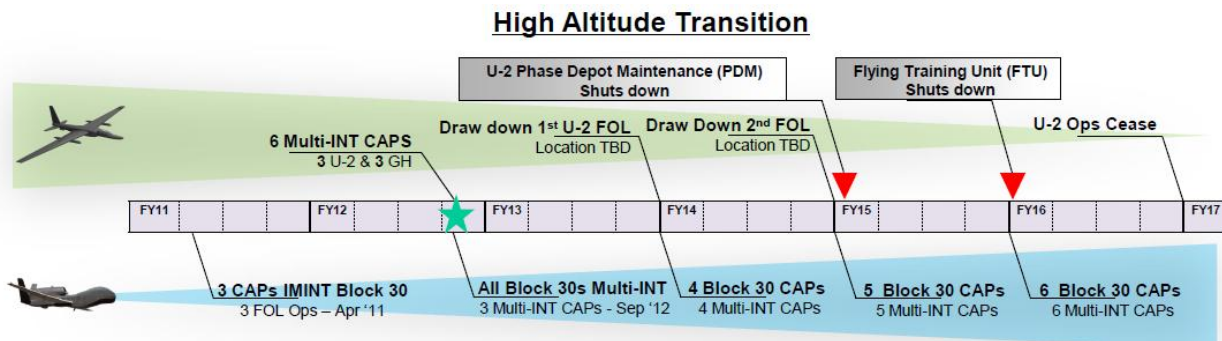 High Altitude Transition
U-2 Phase Depot Maintenance (PDM)
Shuts down
Flying Training Unit (FTU)
Shuts down
6 Multi-INT CAPS
3 U-2 & 3 GH
Draw down 1st U-2 FOL
Location TBD
Draw Down 2nd FOL
Location TBD
U-2 Ops Cease
FY11 FY12 FY13 FY14 FY15 FY16 FY17
3 CAPs IMINT Block 30
3 FOL Ops – Apr ‘11
All Block 30s Multi-INT
3 Multi-INT CAPs - Sep ‘12
4 Block 30 CAPs
4 Multi-INT CAPs
5 Block 30 CAPs
5 Multi-INT CAPs
6 Block 30 CAPs
6 Multi-INT CAPs